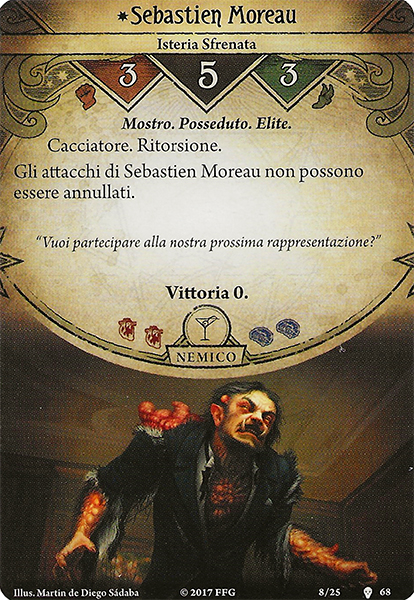 Sebastien Moreau
Isteria Sfrenata
3 5 3
Mostro. Posseduto. Elite.
Cacciatore. Ritorsione.
Gli attacchi di Sebastien Moreau non possono
essere annullati.
“Vuoi partecipare alla nostra prossima rappresentazione?”
Vittoria 0.
NEMICO
Illus. Martin de Diego Sádaba © 2017 FFG 8/25 68